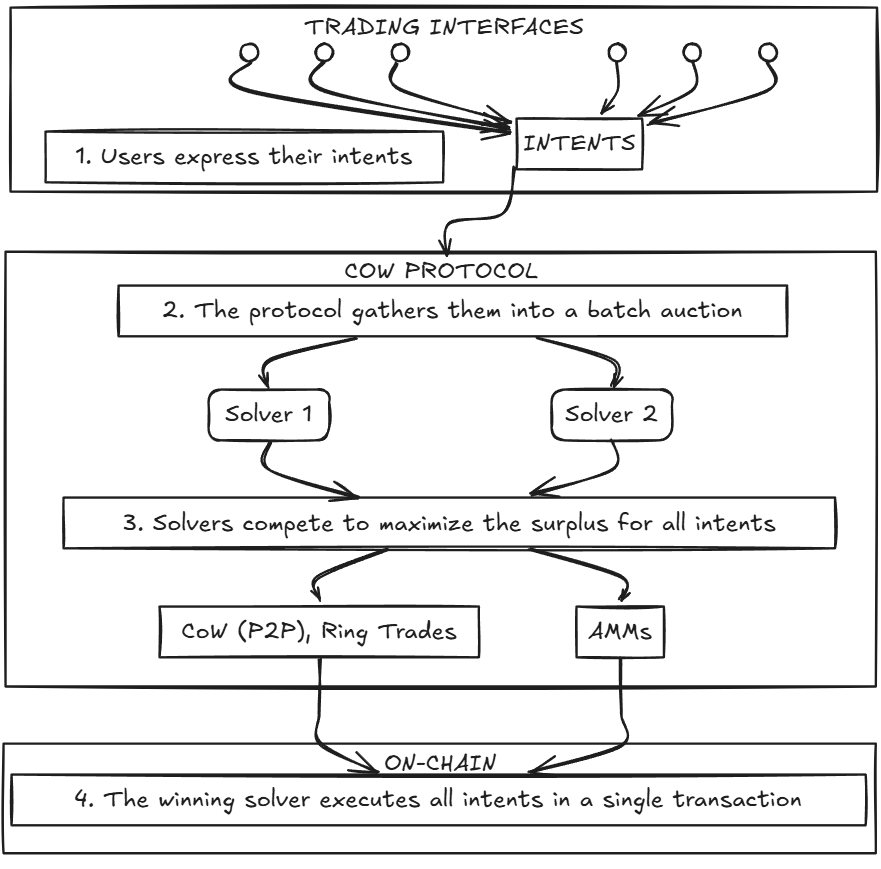 TRADING INTERFACES
INTENTS
1. Users express their intents
COW PROTOCOL
2. The protocol gathers them into a batch auction
Solver 1
Solver 2
3. Solvers compete to maximize the surplus for all intents
CoW (P2P), Ring Trades
AMMs
ON-CHAIN
4. The winning solver executes all intents in a single transaction